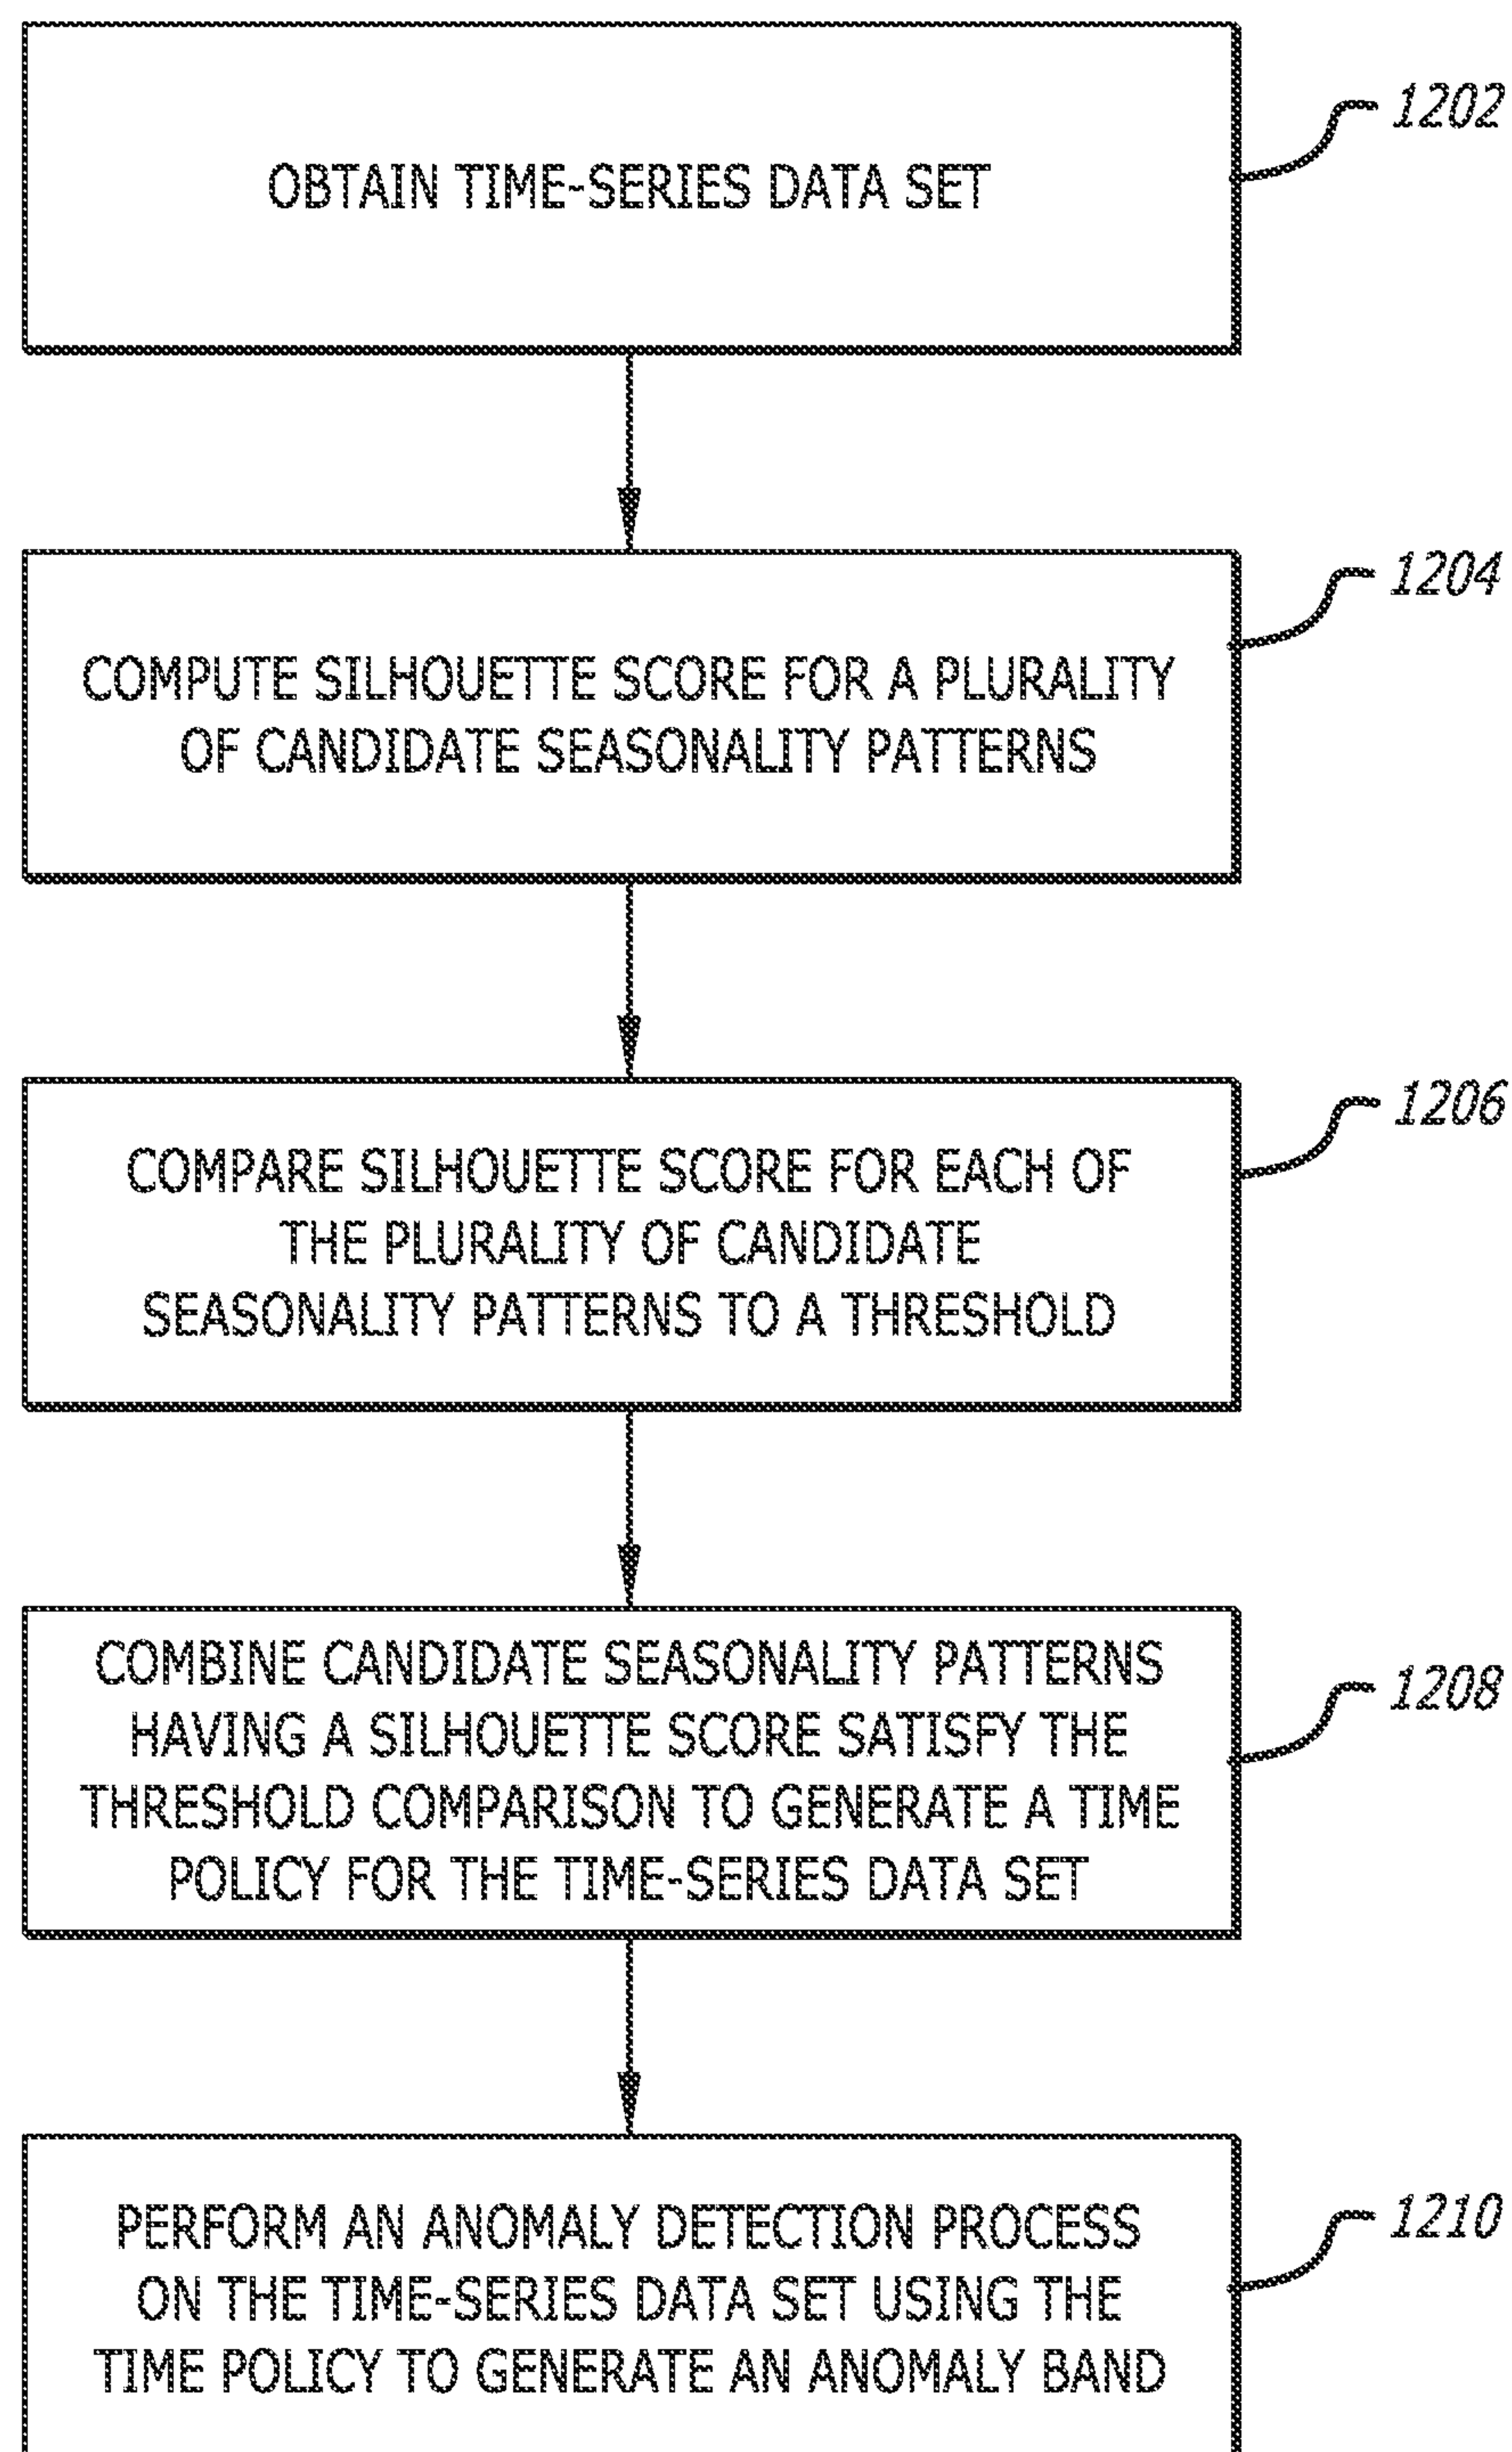 OBTAIN TIME-SERIES DATA SET
1202
COMPUTE SILHOUETTE SCORE FOR A PLURALITY
OF CANDIDATE SEASONALITY PATTERNS
1204
COMPARE SILHOUETTE SCORE FOR EACH OF
THE PLURALITY OF CANDIDATE
SEASONALITY PATTERNS TO A THRESHOLD
1206
COMBINE CANDIDATE SEASONALITY PATTERNS
HAVING A SILHOUETTE SCORE SATISFY THE
THRESHOLD COMPARISON TO GENERATE A TIME
POLICY FOR THE TIME-SERIES DATA SET
1208
PERFORM AN ANOMALY DETECTION PROCESS
ON THE TIME-SERIES DATA SET USING THE
TIME POLICY TO GENERATE AN ANOMALY BAND
1210